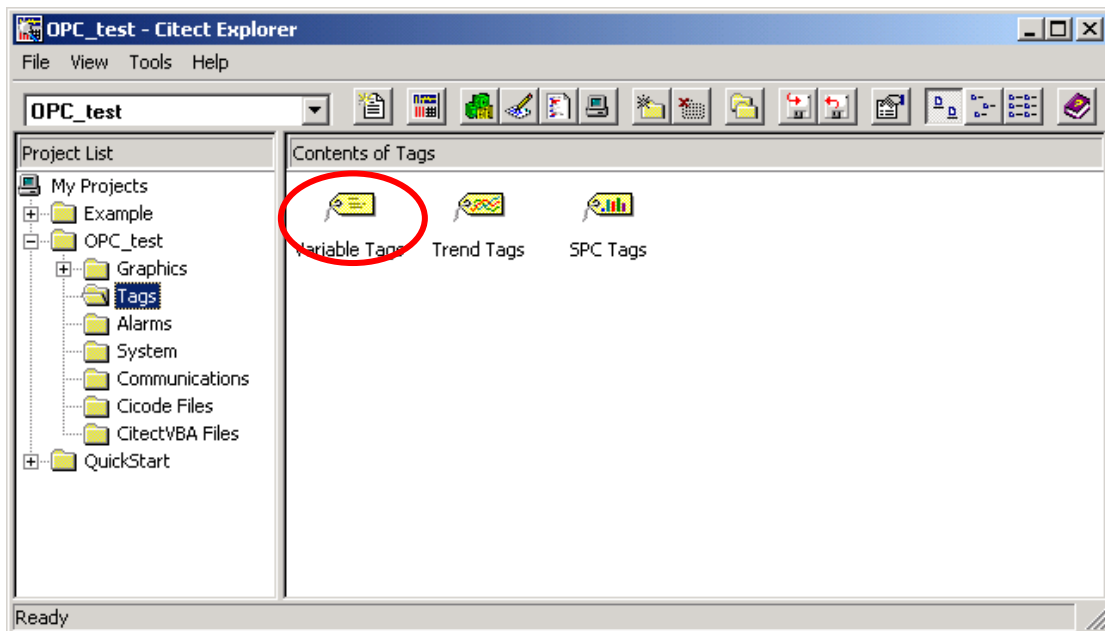 OPC_test - Citect Explorer
File View Tools Help
OPC_test
Project List
Contents of Tags
My Projects
Example
OPC_test
Graphics
Tags
Alarms
System
Communications
Cicode Files
CitectVBA Files
QuickStart
Variable Tags Trend Tags SPC Tags
Ready